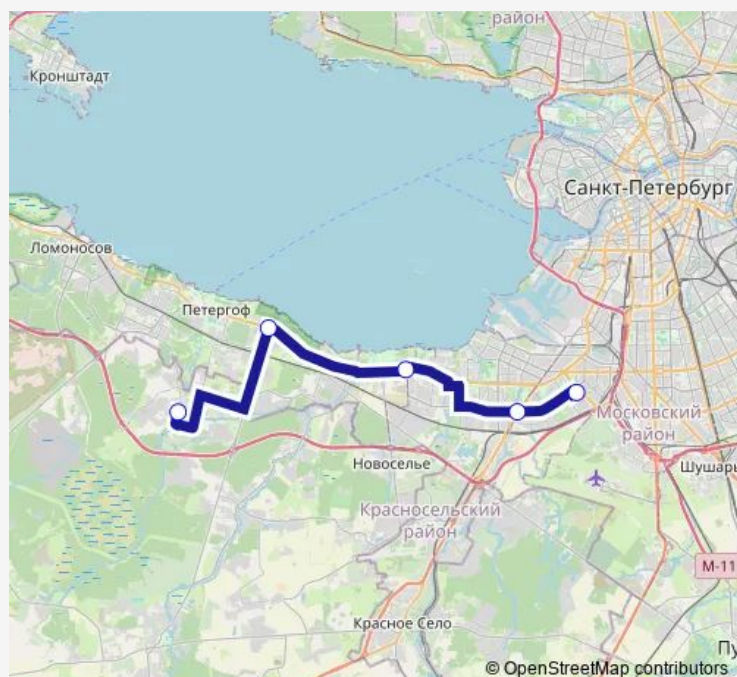 район
Кронштадт
Санкт-Петербург
Ломоносов
Петергоф
Московский
район
Новоселье
Шушары
Красносельский
район
М-11
Красное Село
Пу
© OpenStreetMap contributors